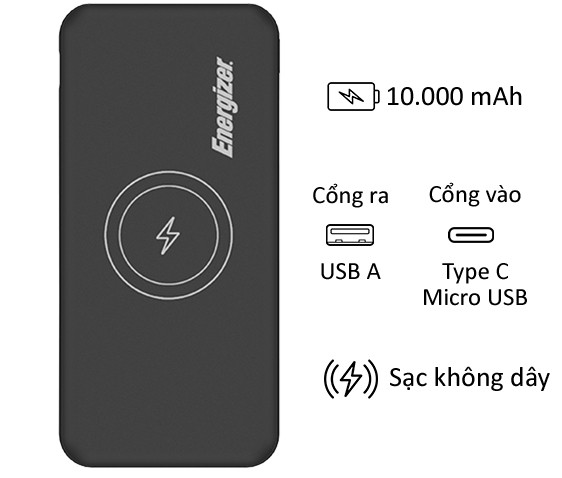 Energizer.
10.000 mAh
Cổng ra
Cổng vào
USB A
Type C
Micro USB
Sạc không dây